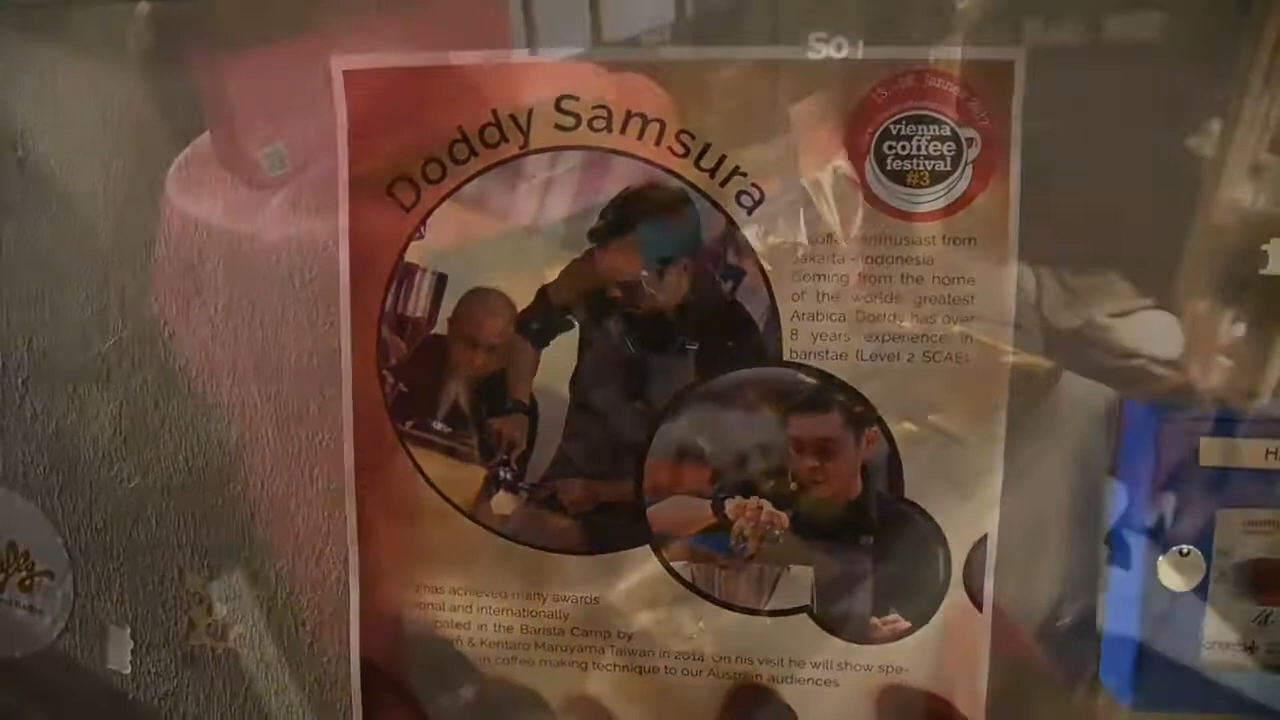 So
Doddy Samsura
vienna
coffee
festival
#3
coffee enthusiast from
Jakarta - Indonesia
Coming from the home
of the worlds greatest
Arabica. Doddy has over
8 years experience in
baristae (Level 2 SCAE).
has achieved many awards
and internationally
in the Barista Camp by
& Kentaro Maruyama Taiwan in 2014. On his visit he will show spe-
in coffee making technique to our Austrian audiences
H